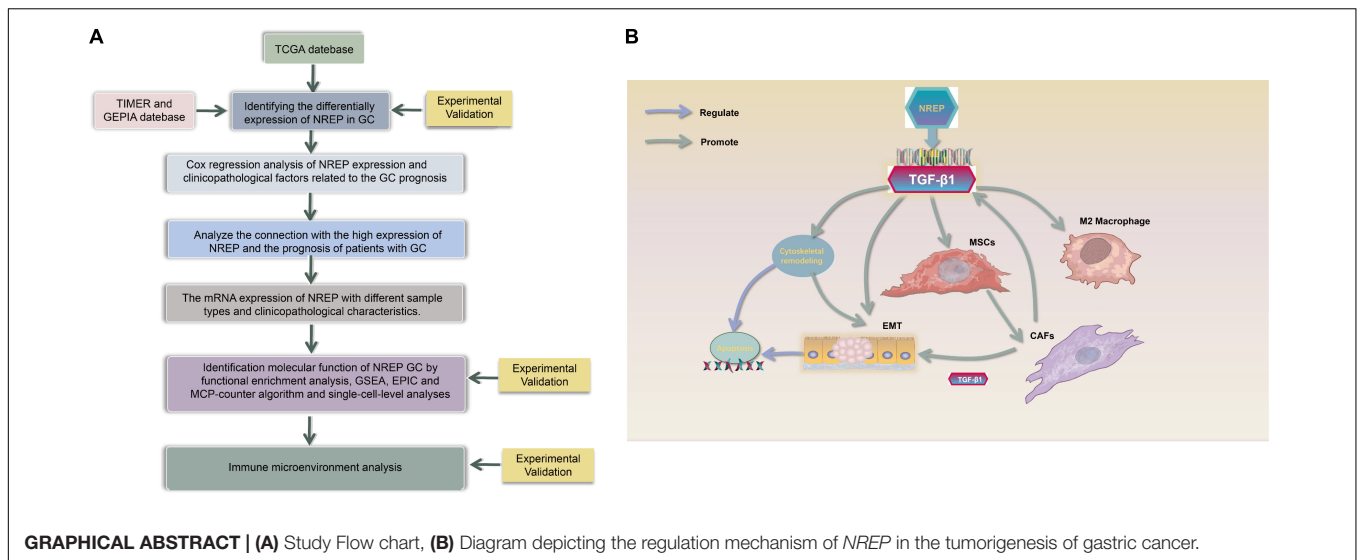 A
TCGA datebase
TIMER and
GEPIA datebase
Identifying the differentially
expression of NREP in GC
Experimental
Validation
Cox regression analysis of NREP expression and
clinicopathological factors related to the GC prognosis
Analyze the connection with the high expression of
NREP and the prognosis of patients with GC
The mRNA expression of NREP with different sample
types and clinicopathological characteristics.
Identification molecular function of NREP GC by
functional enrichment analysis, GSEA, EPIC and
MCP-counter algorithm and single-cell-level analyses
Experimental
Validation
Immune microenvironment analysis
Experimental
Validation
B
Regulate
Promote
NREP
TGF-β1
M2 Macrophage
MSCs
Cytoskeletal
remodeling
EMT
CAFs
Apoptosis
TGF-β1
GRAPHICAL ABSTRACT | (A) Study Flow chart, (B) Diagram depicting the regulation mechanism of NREP in the tumorigenesis of gastric cancer.